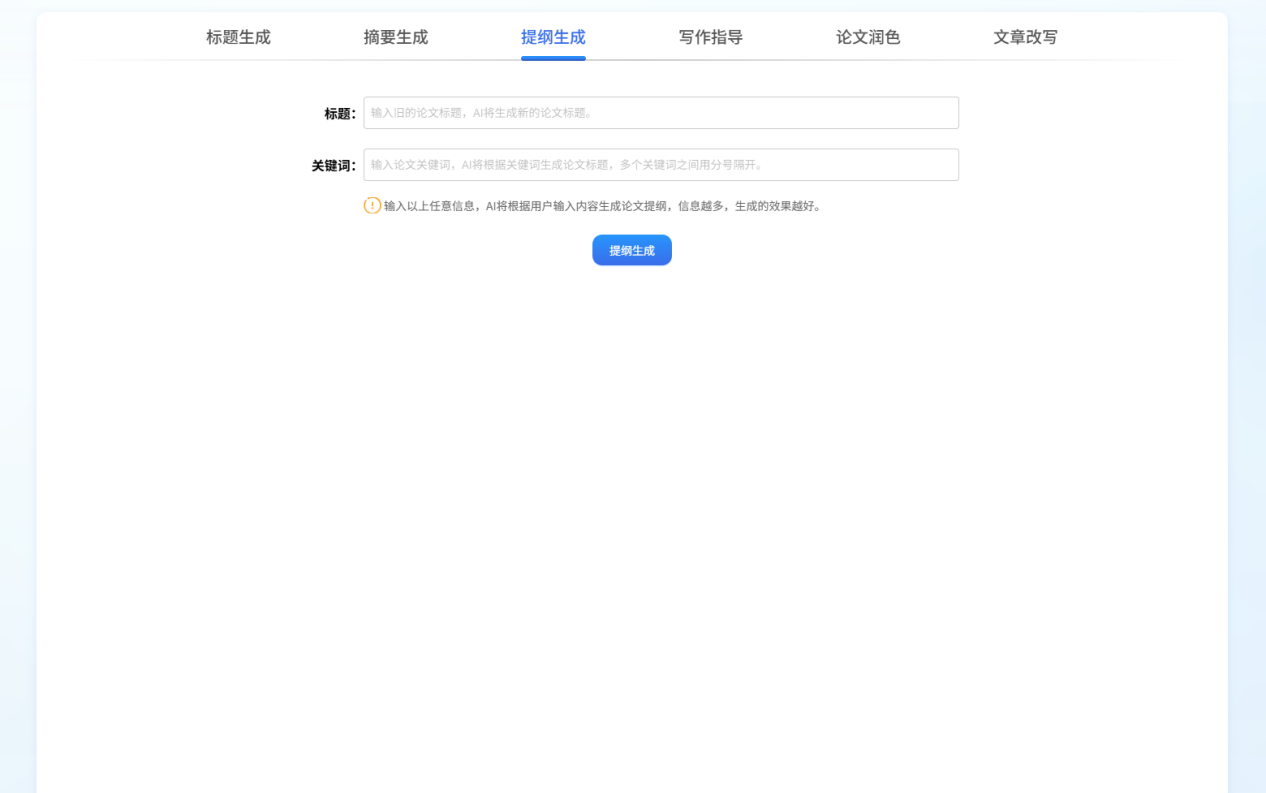 标题生成 摘要生成 提纲生成 写作指导 论文润色 文章改写
标题： 输入旧的论文标题，AI将生成新的论文标题。
关键词： 输入论文关健词，AI将根据关键词生成论文标题，多个关键词之间用分号隔开。
输入以上任意信息，AI将根据用户输入内容生成论文提纲，信息越多，生成的效果越好。
提纲生成